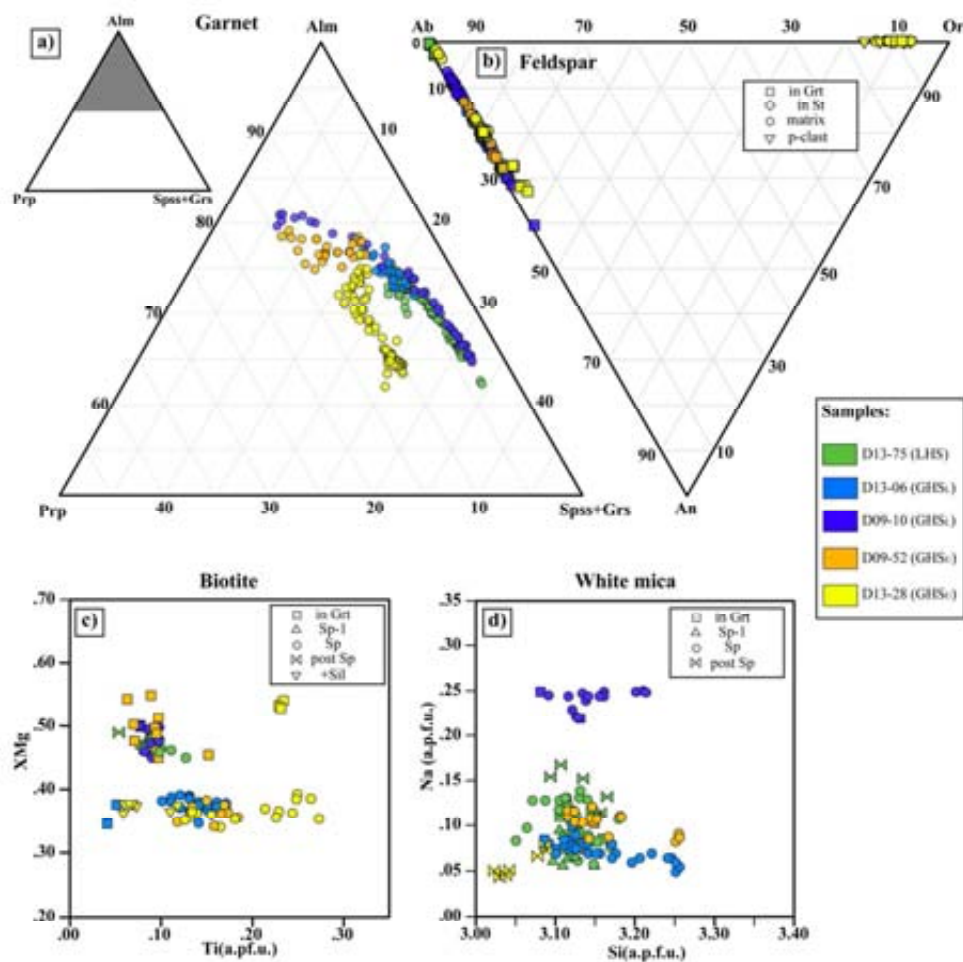 Alm
Garnet
Alm
a)
Prp
Spss+Grs
90
10
80
20
70
30
60
40
Prp
30
20
10
Spss+Grs
Ab
90
70
50
30
10
Or
0
b) Feldspar
10
90
30
70
50
50
70
30
90
10
An
in Grt
in St
matrix
p-clast
Samples:
D13-75 (LHS)
D13-06 (GHSL)
D09-10 (GHSL)
D09-52
D13-28
Biotite
c)
.70
.60
.50
.40
.30
.20
XMg
.00
.10
.20
.30
Ti(a.pf.u.)
in Grt
Sp-1
Sp
post Sp
+Sil
White mica
d)
.35
.30
.25
.20
.15
.10
.05
.00
Na (a.p.f.u.)
3.00
3.10
3.20
3.30
3.40
Si(a.p.f.u.)
in Grt
Sp-1
Sp
post Sp